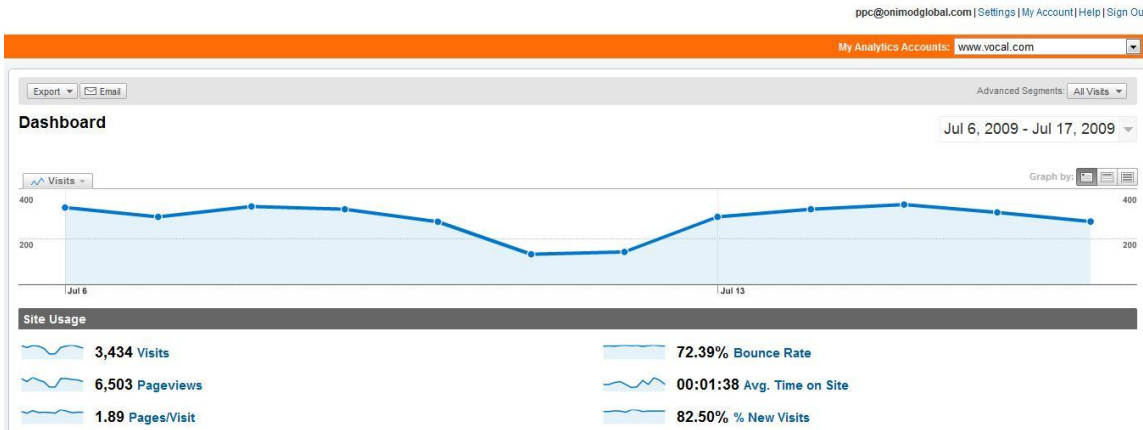 ppc@onimodglobal.com | Settings | My Account | Help | Sign Ou
My Analytics Accounts: www.vocal.com
Export Email Advanced Segments: All Visits
Dashboard
Jul 6, 2009 - Jul 17, 2009
Visits Graph by:
400 400
200 200
Jul 6 Jul 13
Site Usage
3,434 Visits 72.39% Bounce Rate
6,503 Pageviews 00:01:38 Avg. Time on Site
1.89 Pages/Visit 82.50% % New Visits